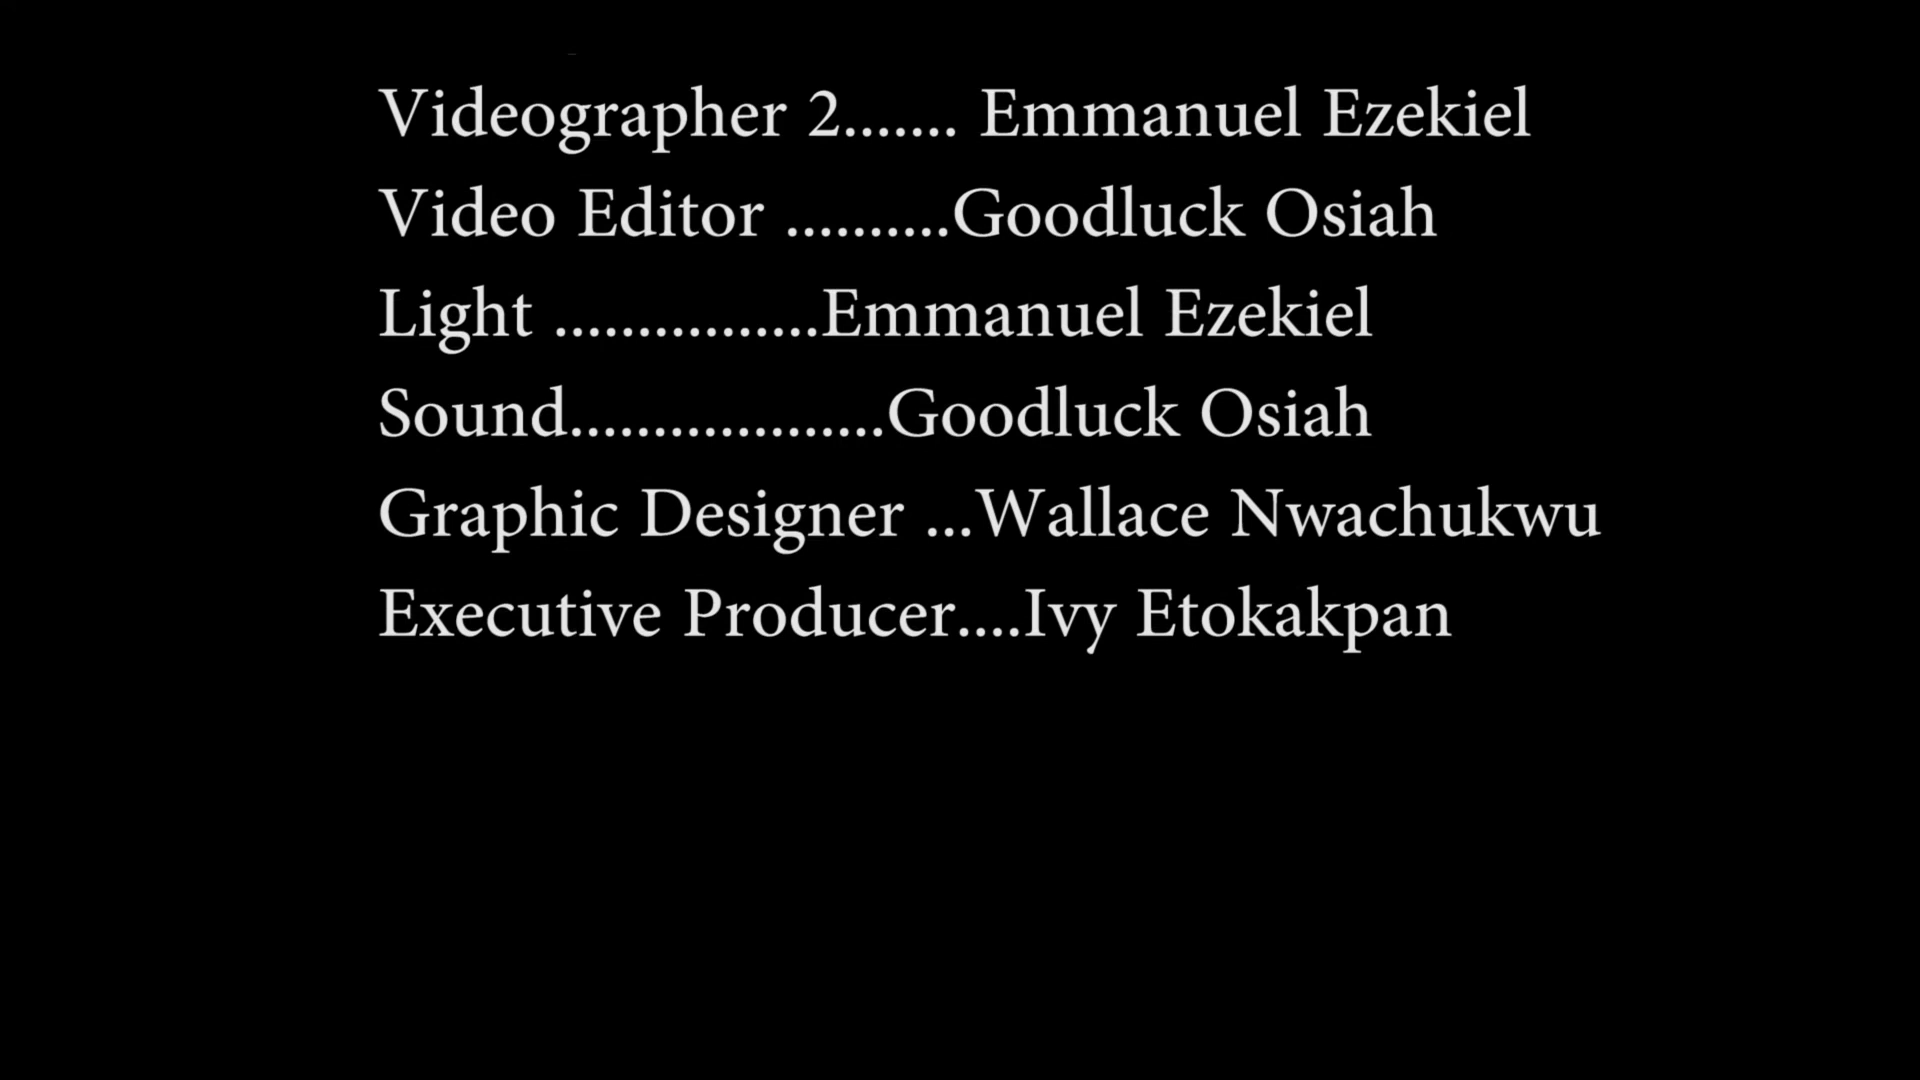 Videographer 2....... Emmanuel Ezekiel
Video Editor ..........Goodluck Osiah
Light ................Emmanuel Ezekiel
Sound...................Goodluck Osiah
Graphic Designer ...Wallace Nwachukwu
Executive Producer....Ivy Etokakpan